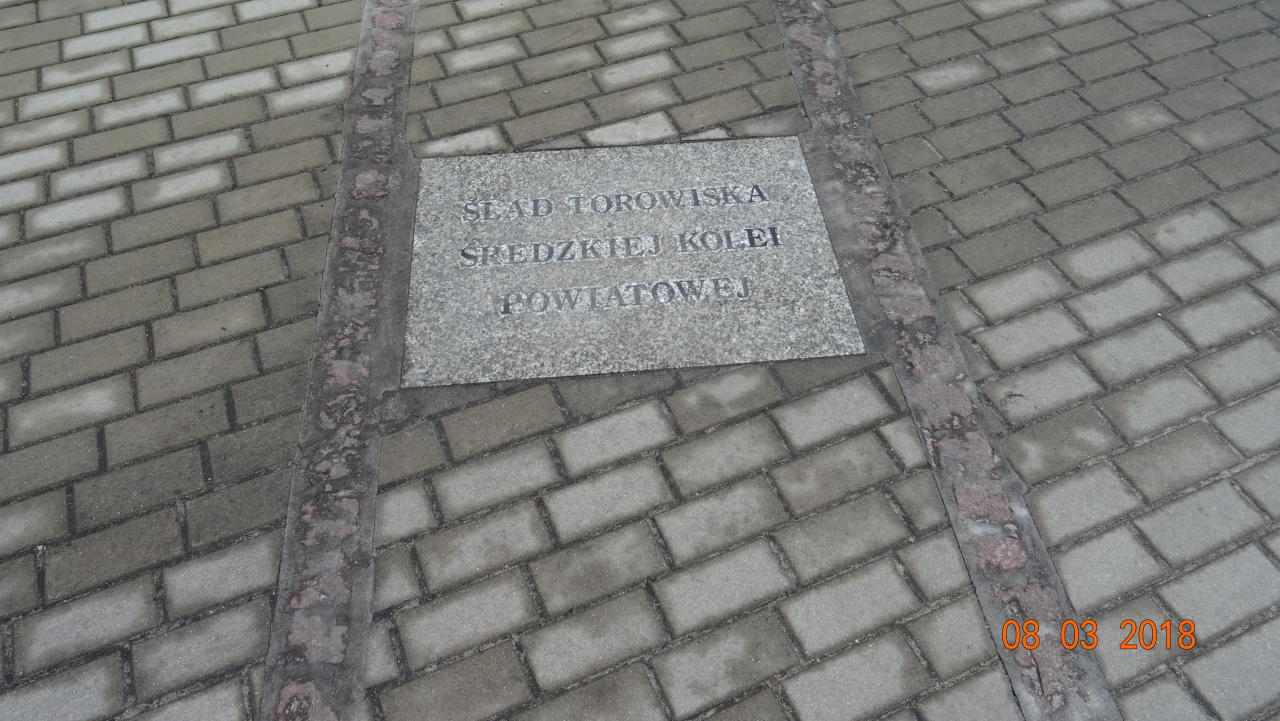 ŚLAD TOROWISKA
ŚREDZKIEJ KOLEI
POWIATOWEJ
08 03 2018